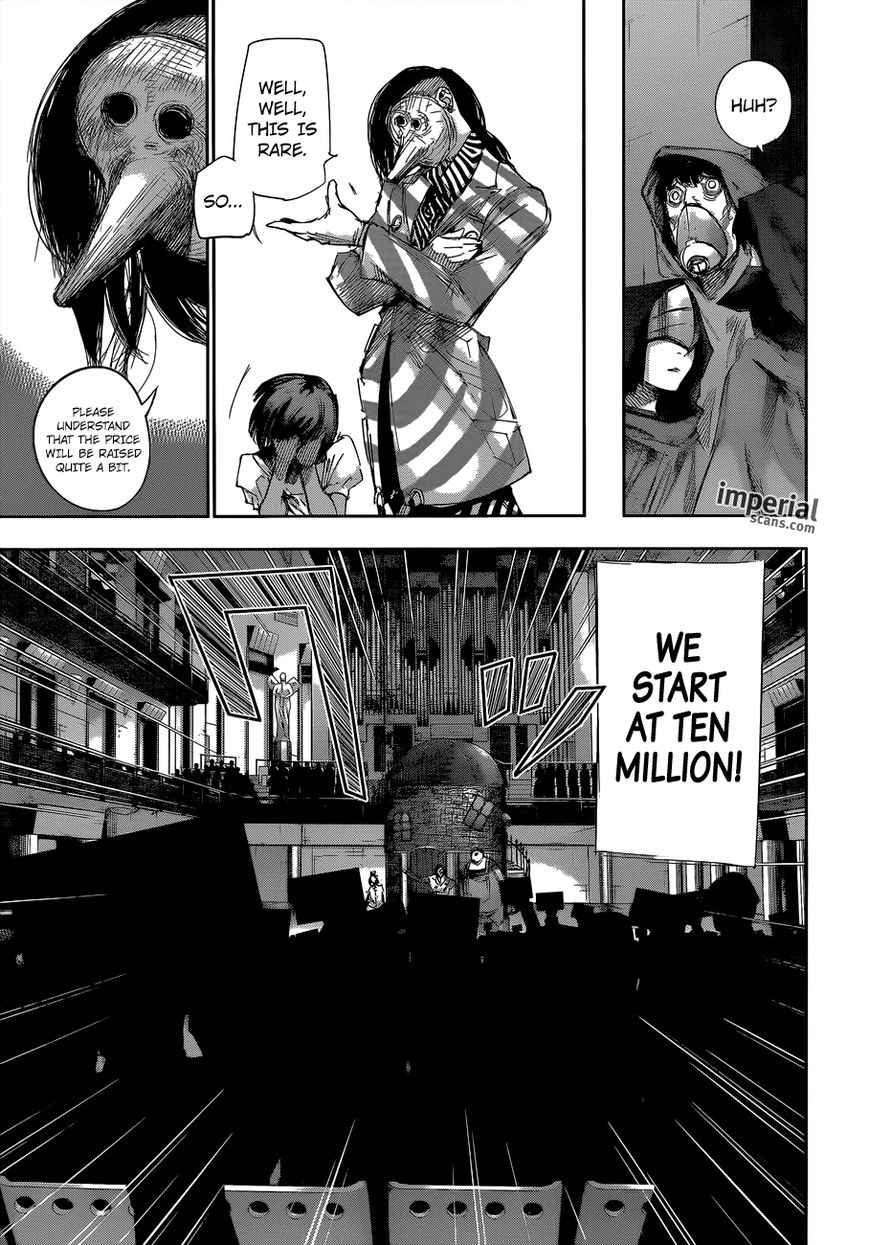 HUH?
WELL,
WELL,
THIS IS
RARE.
SO...
PLEASE
UNDERSTAND
THAT THE PRICE
WILL BE RAISED
QUITE A BIT.
imperial
scans.com
WE
START
AT TEN
MILLION!